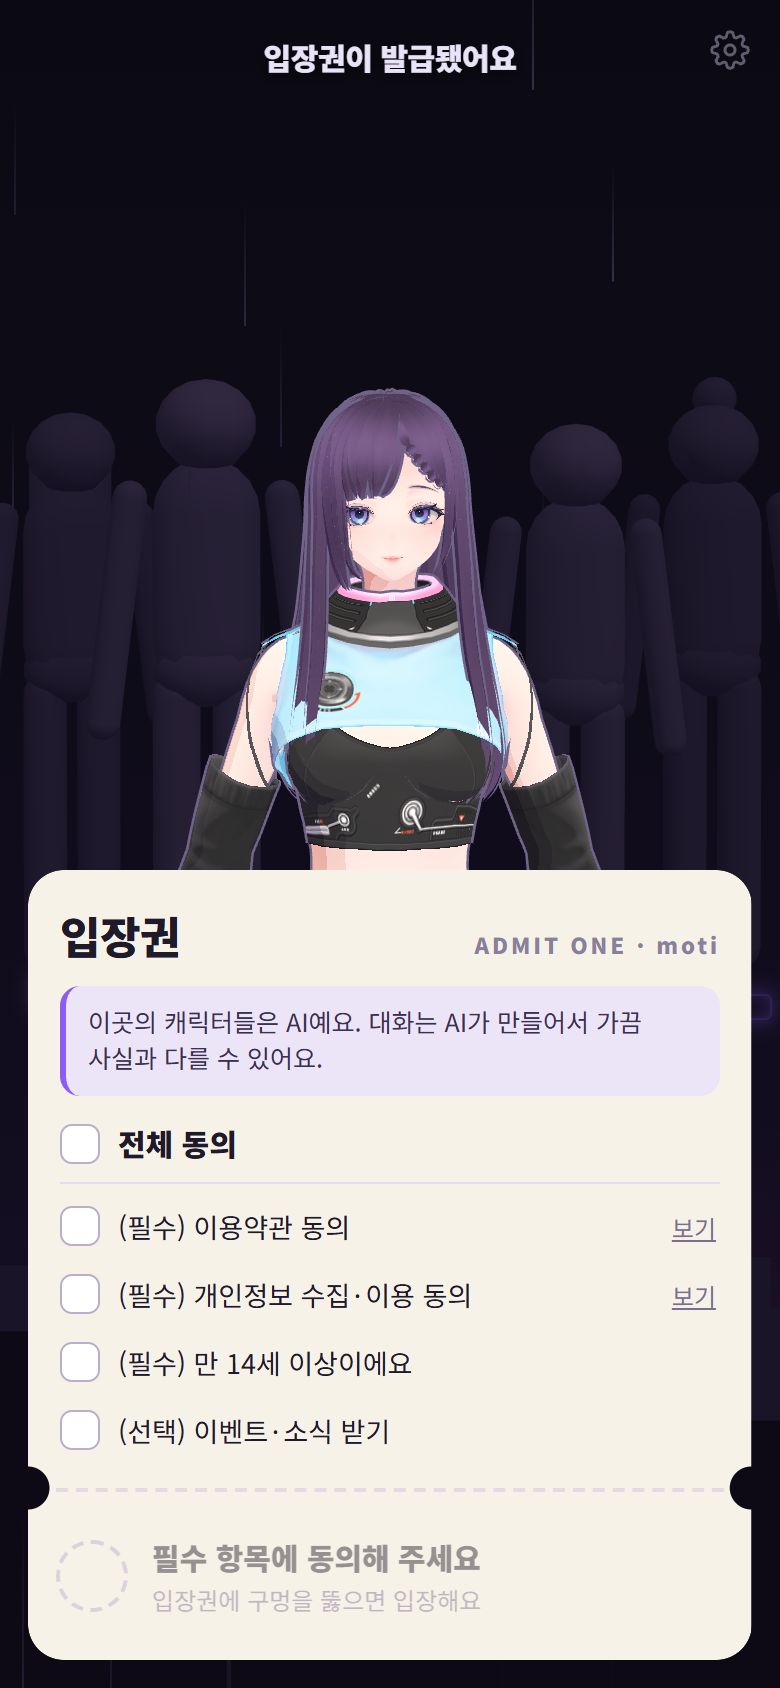 입장권이 발급됐어요
입장권
ADMIT ONE · moti
이곳의 캐릭터들은 AI예요. 대화는 AI가 만들어서 가끔
사실과 다를 수 있어요.
전체 동의
(필수) 이용약관 동의 보기
(필수) 개인정보 수집·이용 동의 보기
(필수) 만 14세 이상이에요
(선택) 이벤트·소식 받기
필수 항목에 동의해 주세요
입장권에 구멍을 뚫으면 입장해요